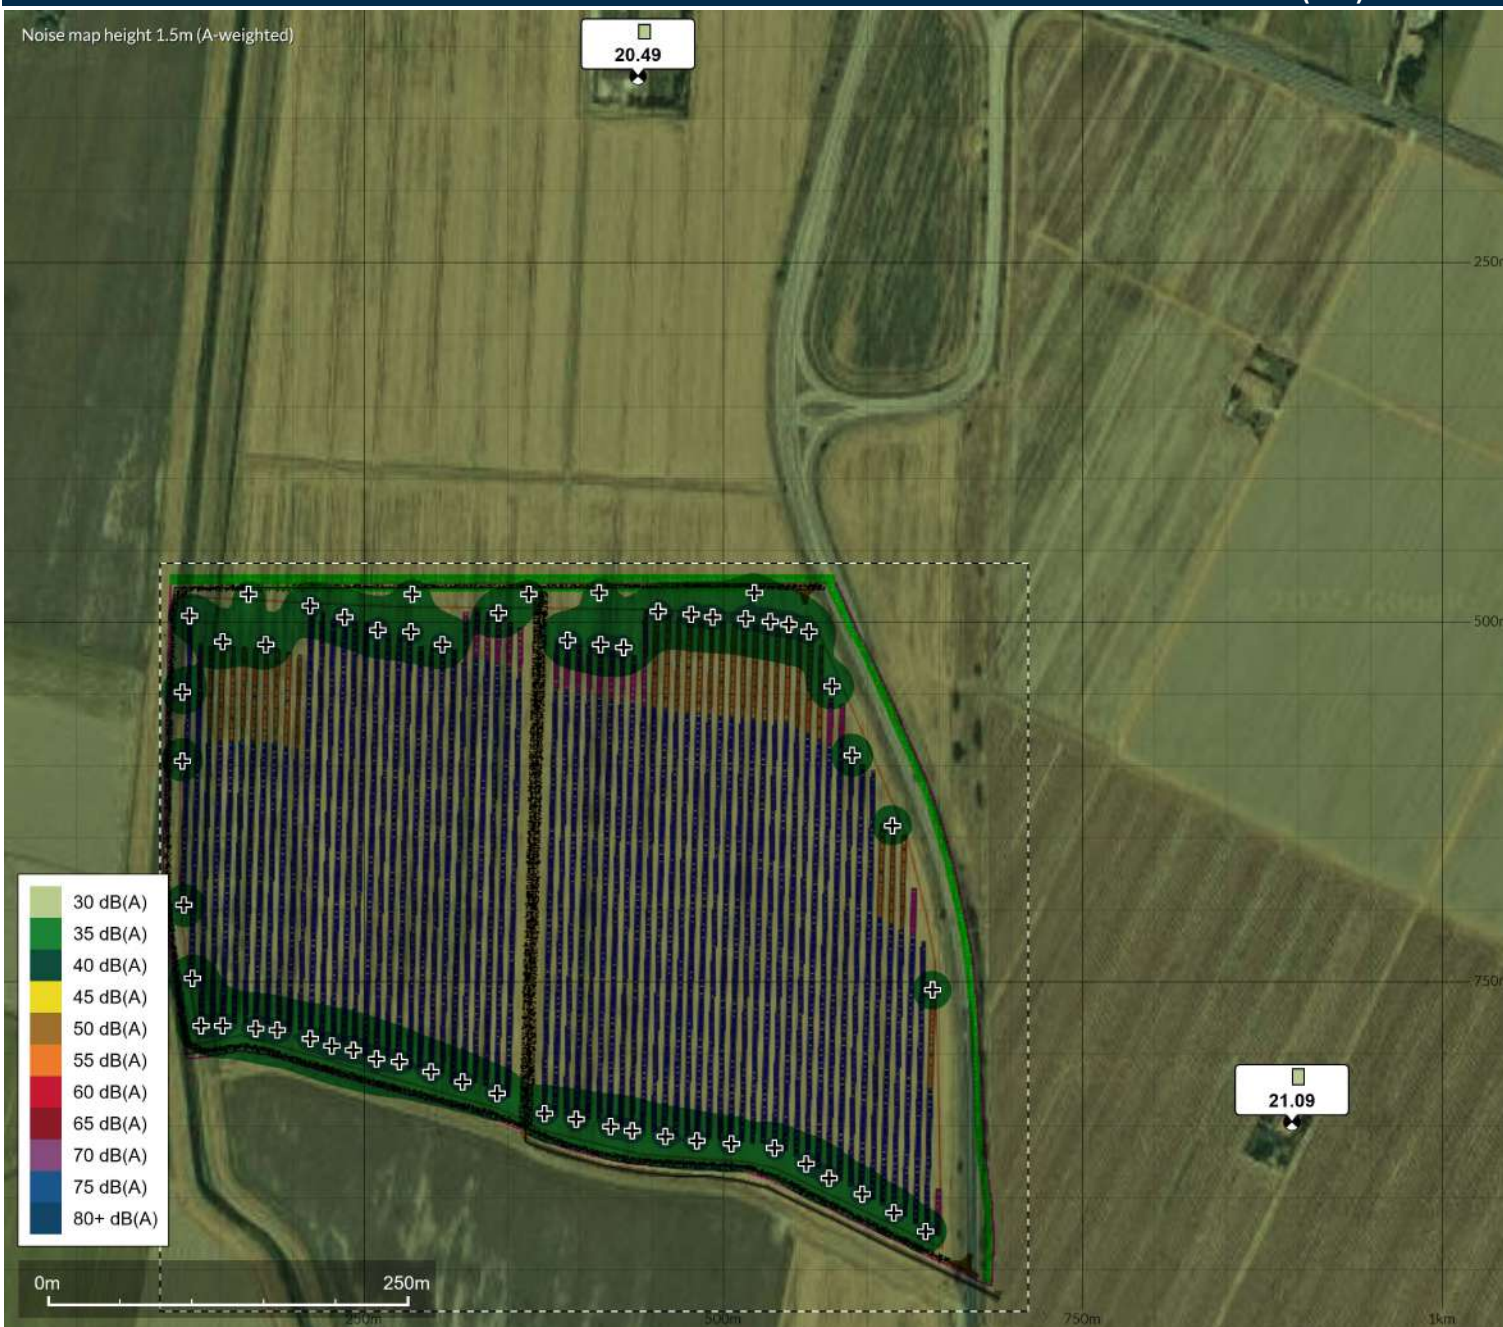 Noise map height 1.5m (A-weighted)
20.49
250m
500m
750m
21.09
30 dB(A)
35 dB(A)
40 dB(A)
45 dB(A)
50 dB(A)
55 dB(A)
60 dB(A)
65 dB(A)
70 dB(A)
75 dB(A)
80+ dB(A)
0m 250m
250m 500m 750m 1km